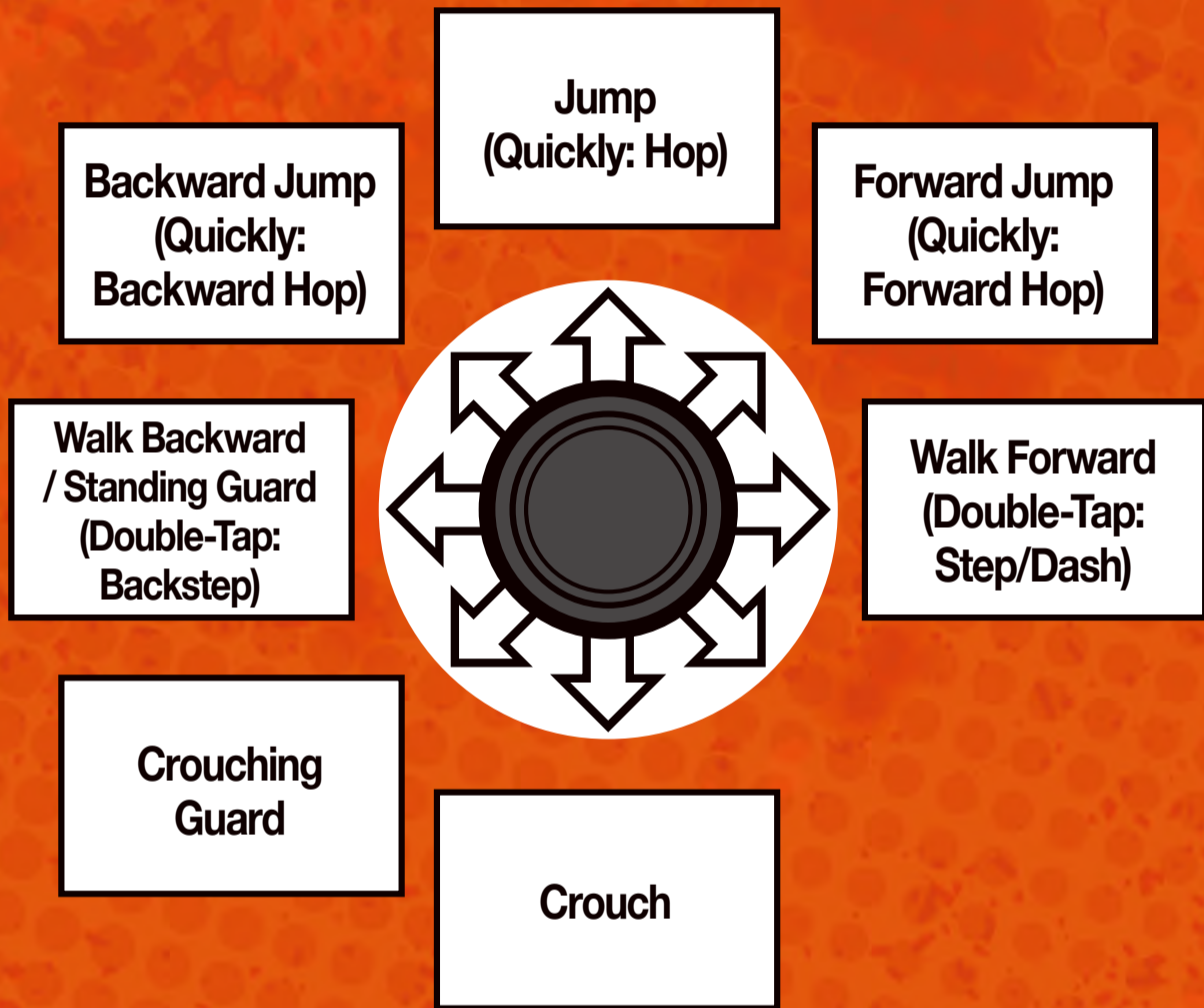 Jump
(Quickly: Hop)
Backward Jump
(Quickly:
Backward Hop)
Forward Jump
(Quickly:
Forward Hop)
Walk Backward
/ Standing Guard
(Double-Tap:
Backstep)
Walk Forward
(Double-Tap:
Step/Dash)
Crouching
Guard
Crouch